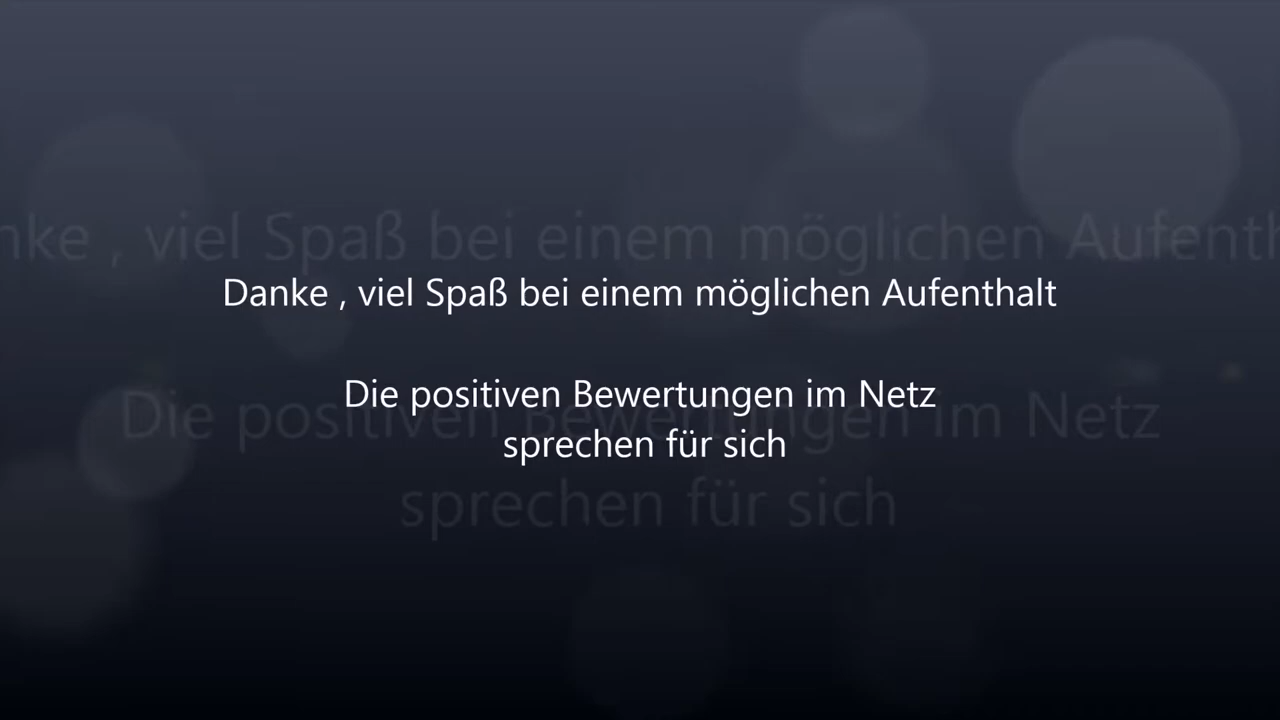 Danke , viel Spaß bei einem möglichen Aufenthalt
Die positiven Bewertungen im Netz
sprechen für sich